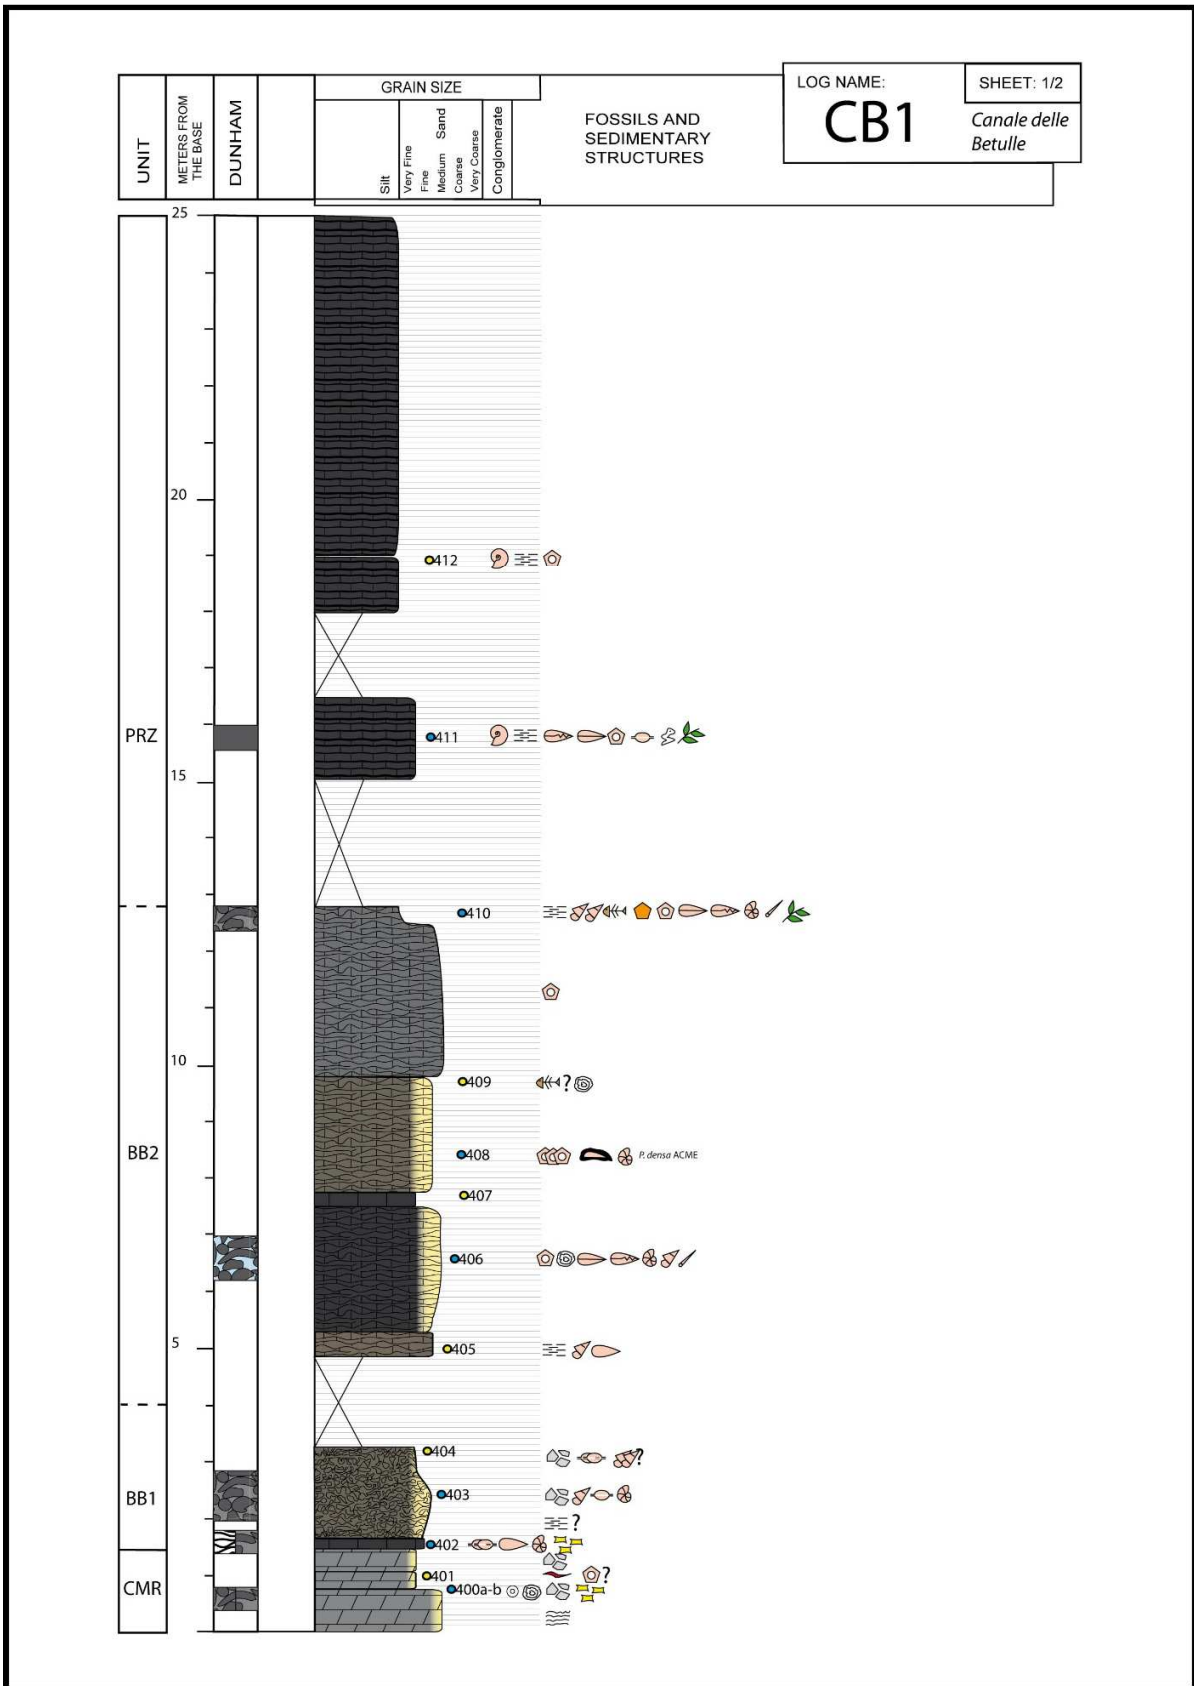 LOG NAME:
CB1
SHEET: 1/2
Canale delle
Betulle
UNIT
METERS FROM
THE BASE
DUNHAM
GRAIN SIZE
Silt
Very Fine
Fine
Medium
Sand
Coarse
Very Coarse
Conglomerate
FOSSILS AND
SEDIMENTARY
STRUCTURES
25
20
412
PRZ
411
15
410
10
409
?
BB2
408
P. densa ACME
407
406
5
405
404
?
BB1
403
?
402
401
?
CMR
400a-b